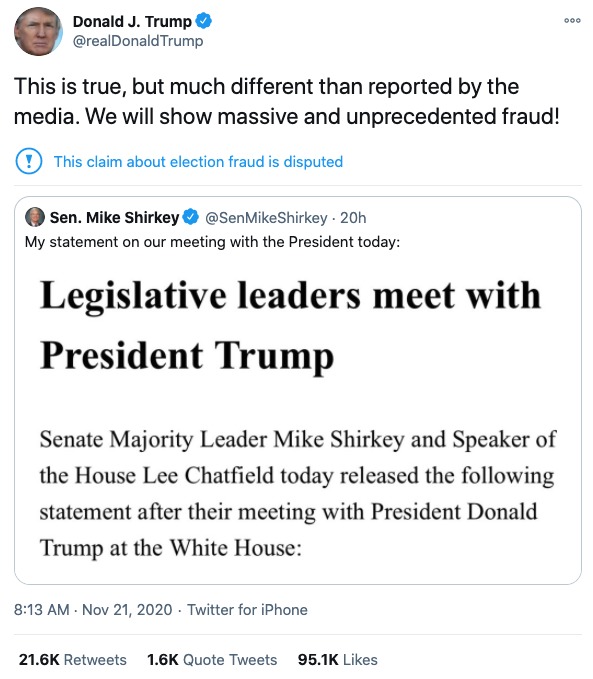 Donald J. Trump
@realDonaldTrump
This is true, but much different than reported by the
media. We will show massive and unprecedented fraud!
This claim about election fraud is disputed
Sen. Mike Shirkey @SenMikeShirkey · 20h
My statement on our meeting with the President today:
Legislative leaders meet with
President Trump
Senate Majority Leader Mike Shirkey and Speaker of
the House Lee Chatfield today released the following
statement after their meeting with President Donald
Trump at the White House:
8:13 AM · Nov 21, 2020 · Twitter for iPhone
21.6K Retweets 1.6K Quote Tweets 95.1K Likes